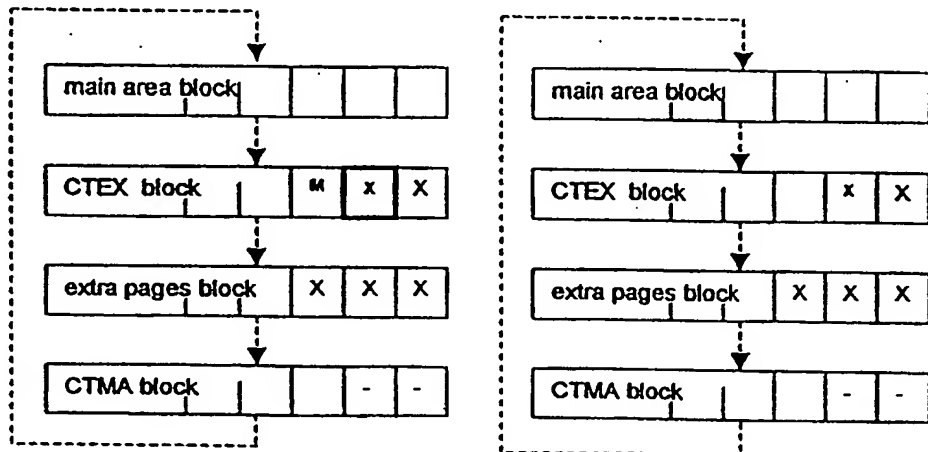 main area block
CTEX block M x X
extra pages block X X X
CTMA block - -
main area block
CTEX block x X
extra pages block X X X
CTMA block - -